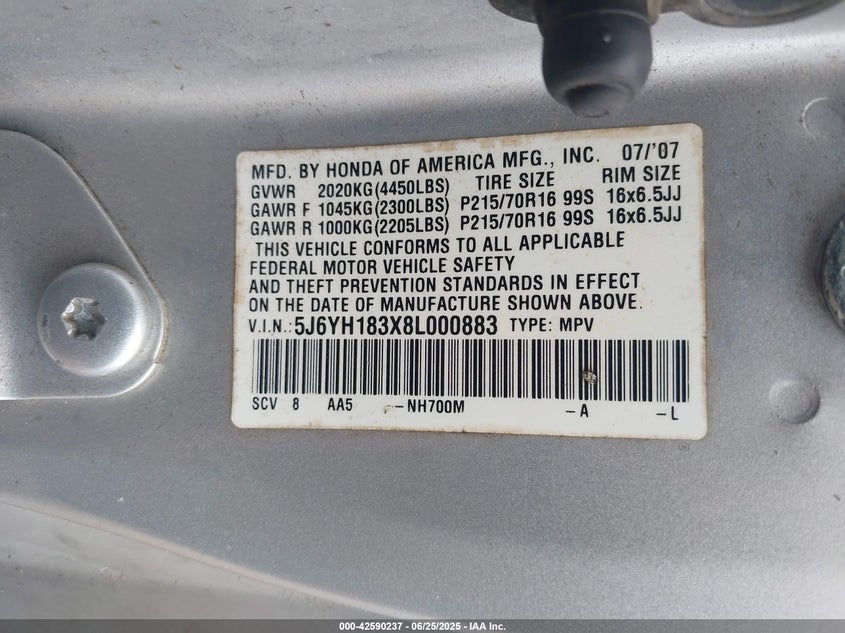 MFD. BY HONDA OF AMERICA MFG., INC. 07/'07
GVWR 2020KG(4450LBS) TIRE SIZE RIM SIZE
GAWR F 1045KG(2300LBS) P215/70R16 99S 16x6.5JJ
GAWR R 1000KG(2205LBS) P215/70R16 99S 16x6.5JJ
THIS VEHICLE CONFORMS TO ALL APPLICABLE
FEDERAL MOTOR VEHICLE SAFETY
AND THEFT PREVENTION STANDARDS IN EFFECT
ON THE DATE OF MANUFACTURE SHOWN ABOVE.
V.I.N.:5J6YH183X8L000883 TYPE: MPV
SCV 8 AA5 --NH700M -A -L
000-42590237 - 06/25/2025 - IAA Inc.